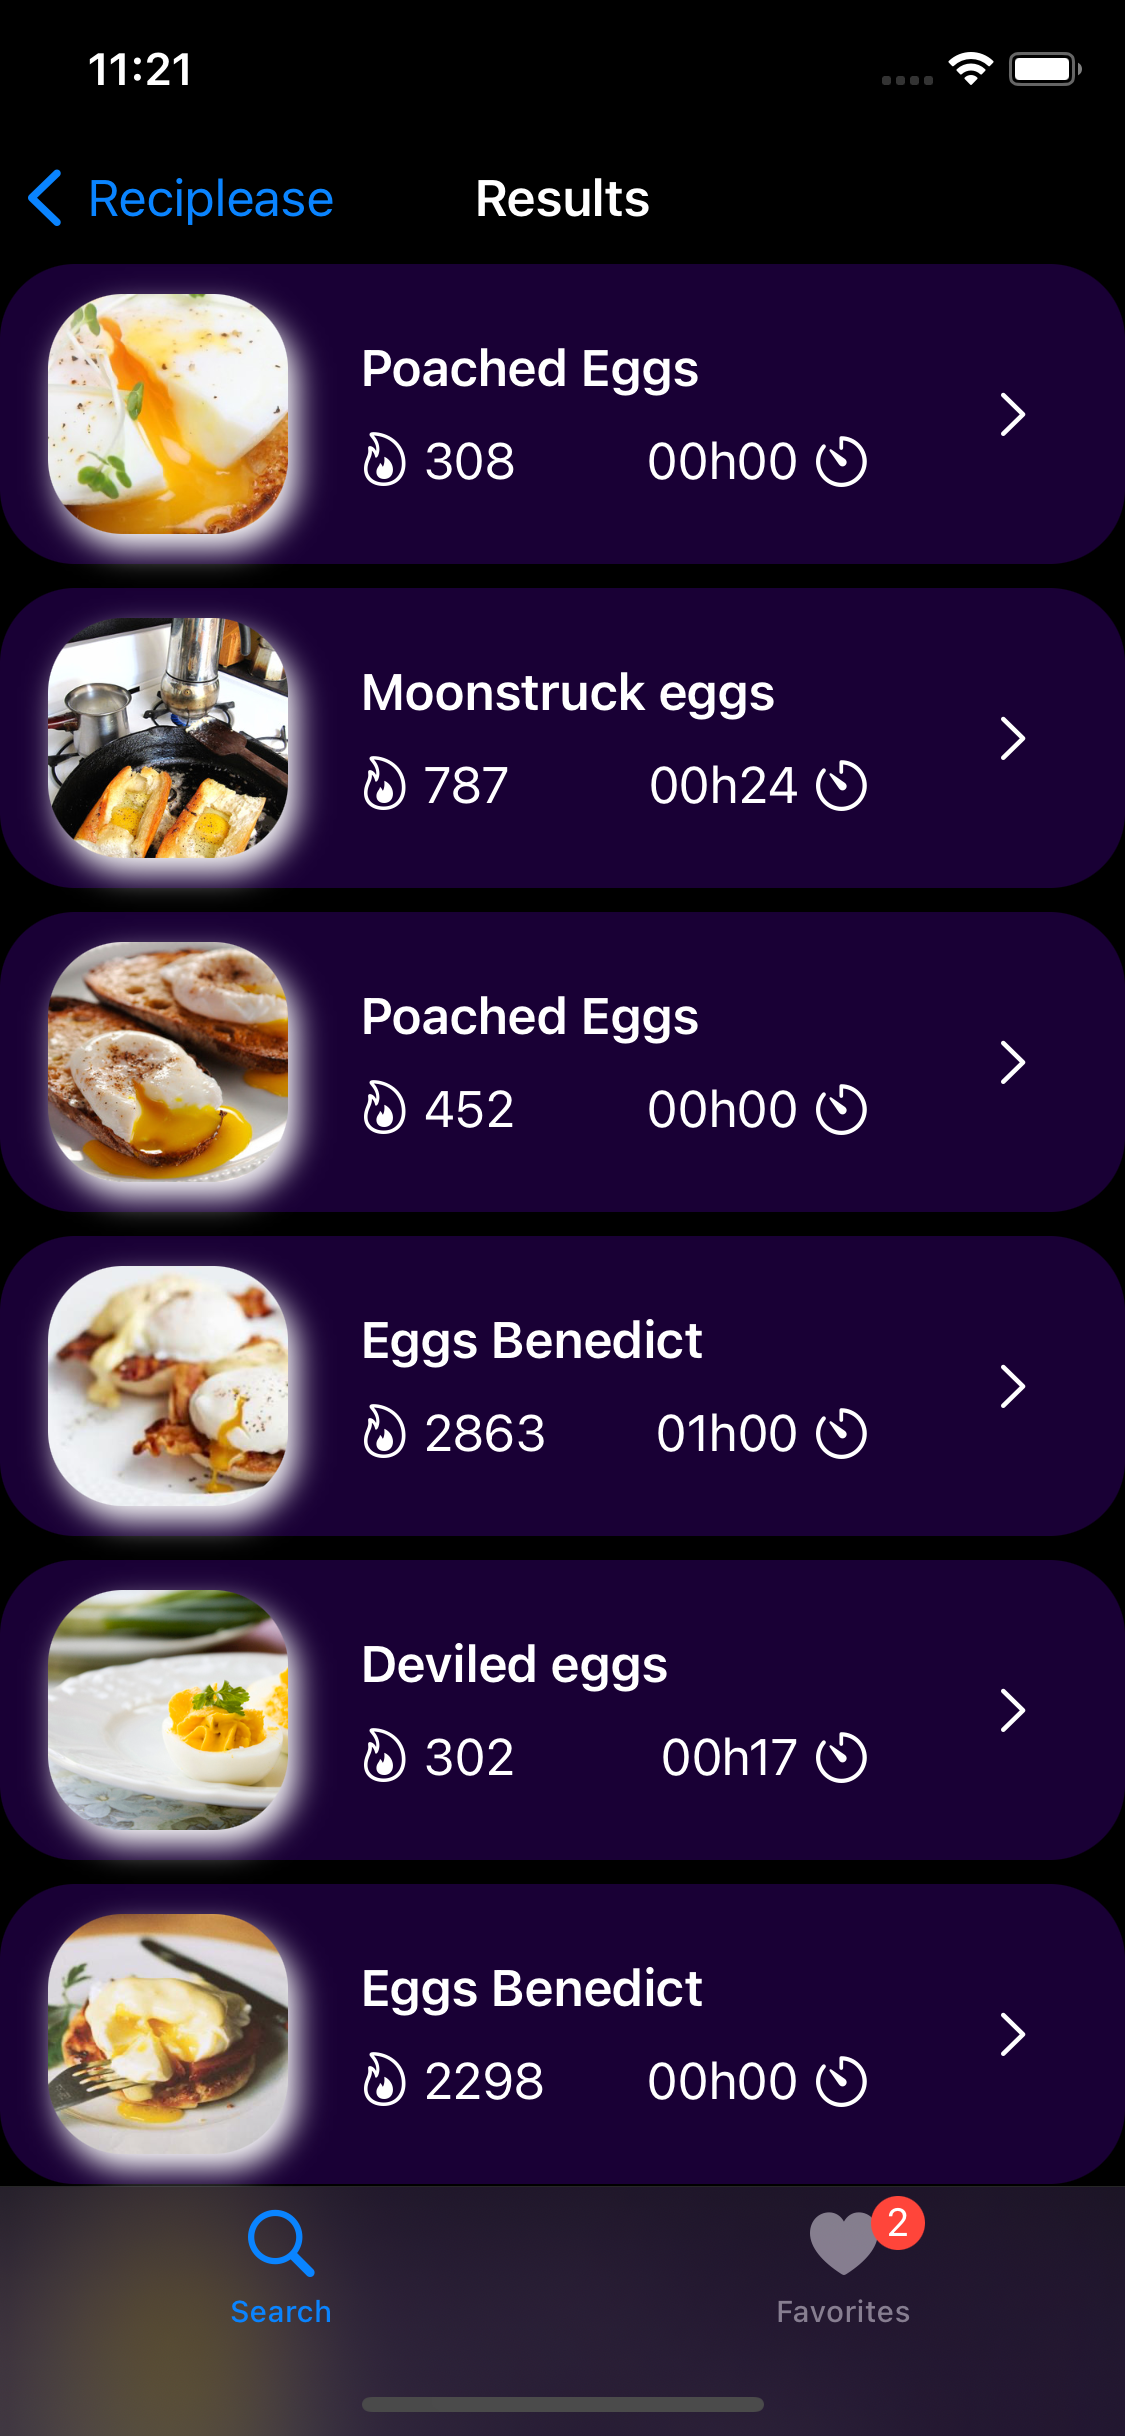 11:21
Reciplease
Results
Poached Eggs
308 00h00
Moonstruck eggs
787 00h24
Poached Eggs
452 00h00
Eggs Benedict
2863 01h00
Deviled eggs
302 00h17
Eggs Benedict
2298 00h00
2
Search
Favorites